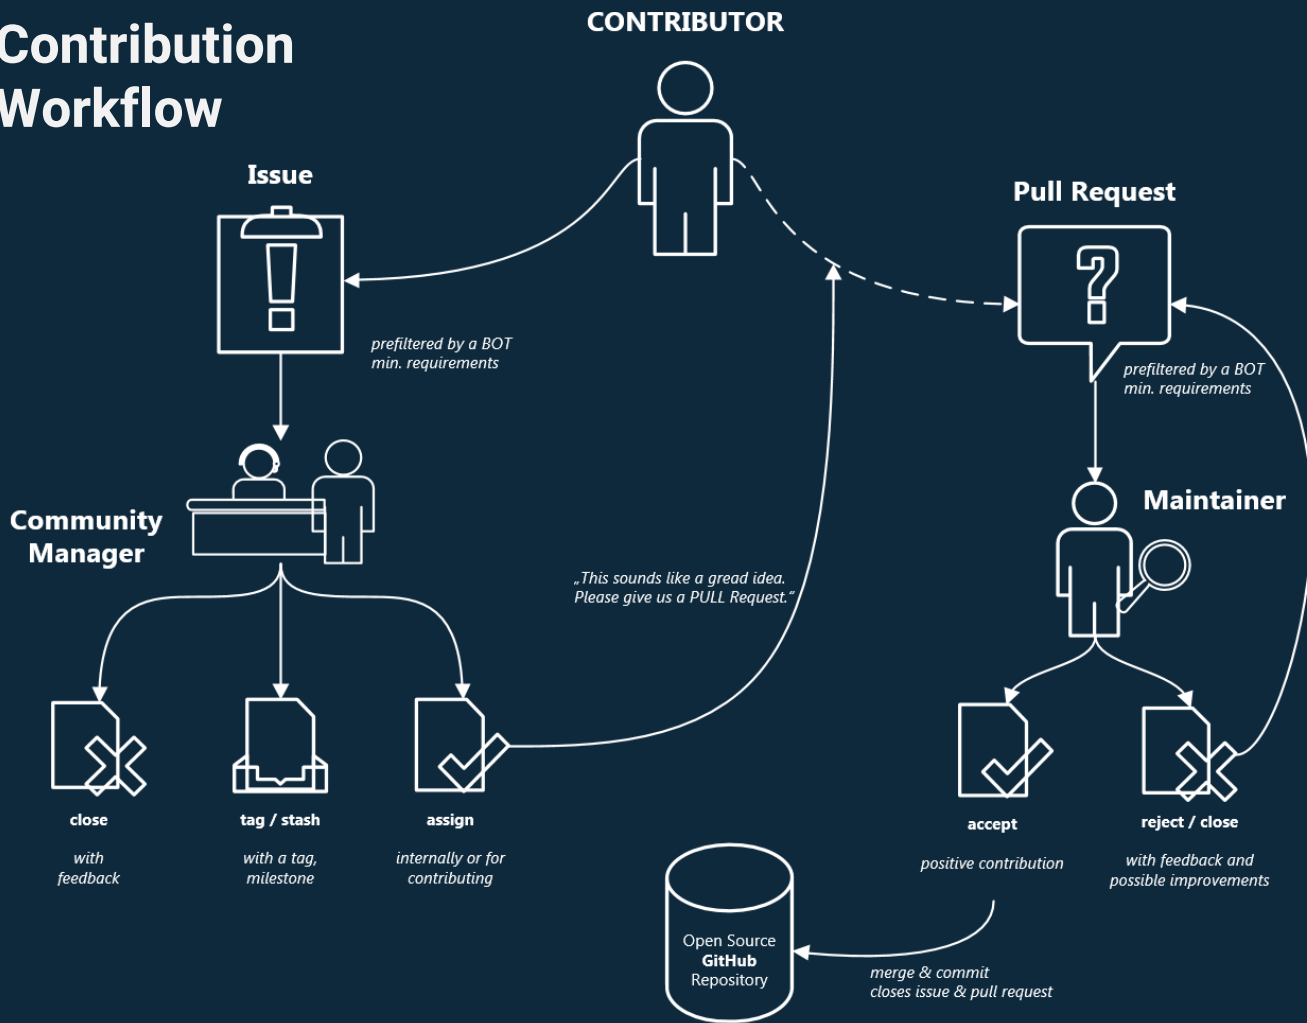 Contribution
Workflow
CONTRIBUTOR
Issue
Pull Request
prefiltered by a BOT
min. requirements
prefiltered by a BOT
min. requirements
Community
Manager
Maintainer
„This sounds like a gread idea.
Please give us a PULL Request.“
close
with
feedback
tag / stash
with a tag,
milestone
assign
internally or for
contributing
accept
positive contribution
reject / close
with feedback and
possible improvements
Open Source
GitHub
Repository
merge & commit
closes issue & pull request